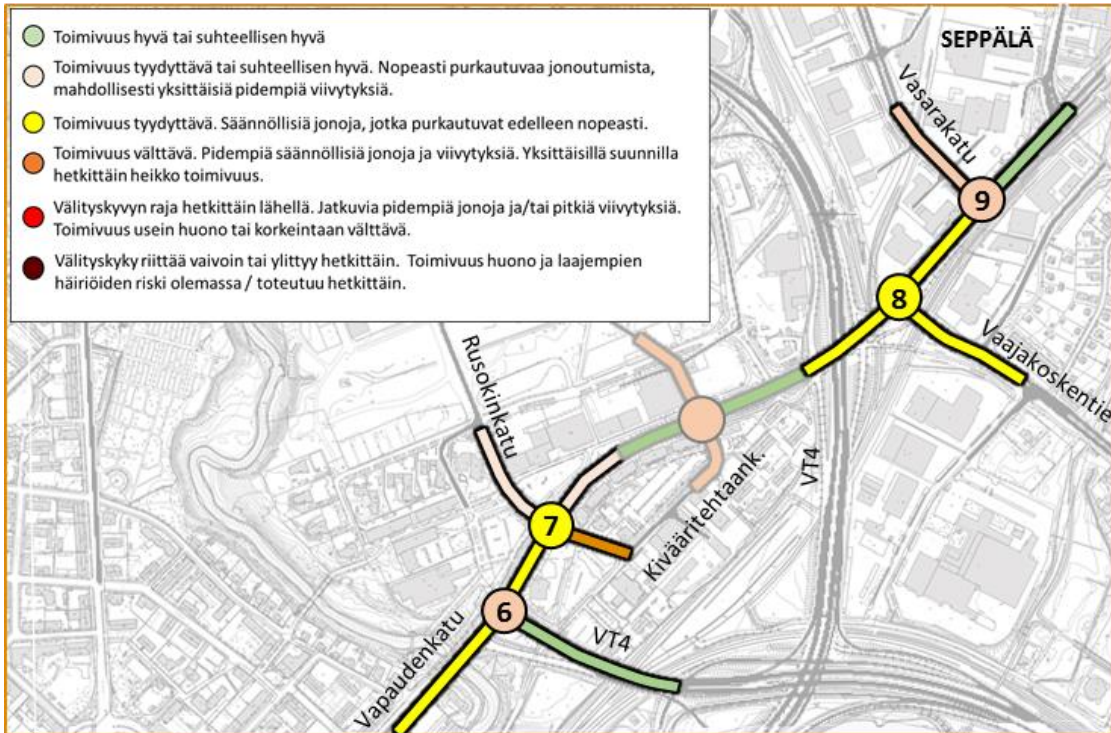 Toimivuus hyvä tai suhteellisen hyvä
Toimivuus tyydyttävä tai suhteellisen hyvä. Nopeasti purkautuvaa jonoutumista,
mahdollisesti yksittäisiä pidempiä viivytyksiä.
Toimivuus tyydyttävä. Säännöllisiä jonoja, jotka purkautuvat edelleen nopeasti.
Toimivuus välttävä. Pidempiä säännöllisiä jonoja ja viivytyksiä. Yksittäisillä suunnilla
hetkittäin heikko toimivuus.
Välityskyvyn raja hetkittäin lähellä. Jatkuvia pidempiä jonoja ja/tai pitkiä viivytyksiä.
Toimivuus usein huono tai korkeintaan välttävä.
Välityskyky riittää vaivoin tai ylittyy hetkittäin. Toimivuus huono ja laajempien
häiriöiden riski olemassa / toteutuu hetkittäin.
SEPPÄLÄ
Vasarakatu
9
8
Vaajakoskentie
Rusokinkatu
VT4
Kivääritehtaank.
7
6
VT4
Vapaudenkatu